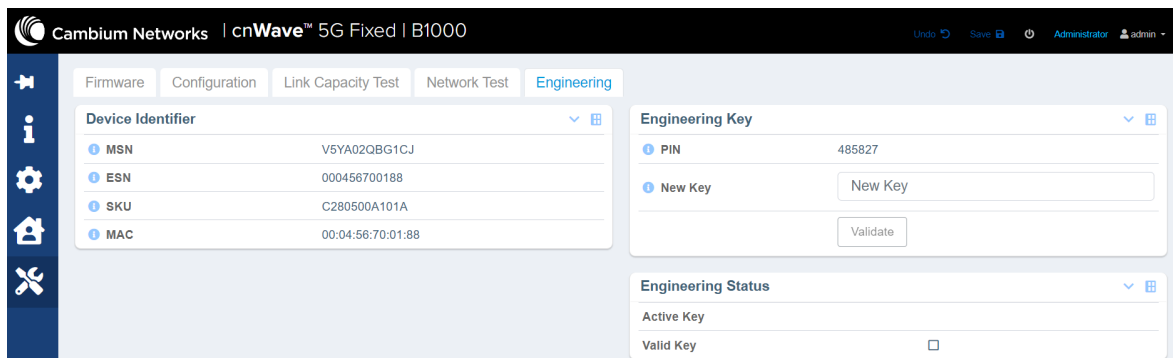 Cambium Networks | cnWave™ 5G Fixed | B1000
Undo Save Administrator admin
Firmware Configuration Link Capacity Test Network Test Engineering
Device Identifier
MSN V5YA02QBG1CJ
ESN 000456700188
SKU C280500A101A
MAC 00:04:56:70:01:88
Engineering Key
PIN 485827
New Key New Key
Validate
Engineering Status
Active Key
Valid Key